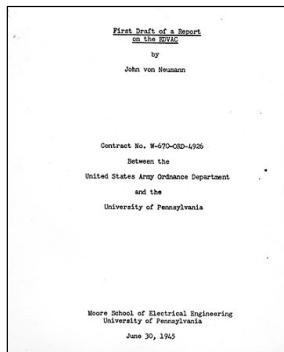 First Draft of a Report
on the EDVAC
by
John von Neumann
Contract No. W-670-ORD-4926
Between the
United States Army Ordnance Department
and the
University of Pennsylvania
Moore School of Electrical Engineering
University of Pennsylvania
June 30, 1945